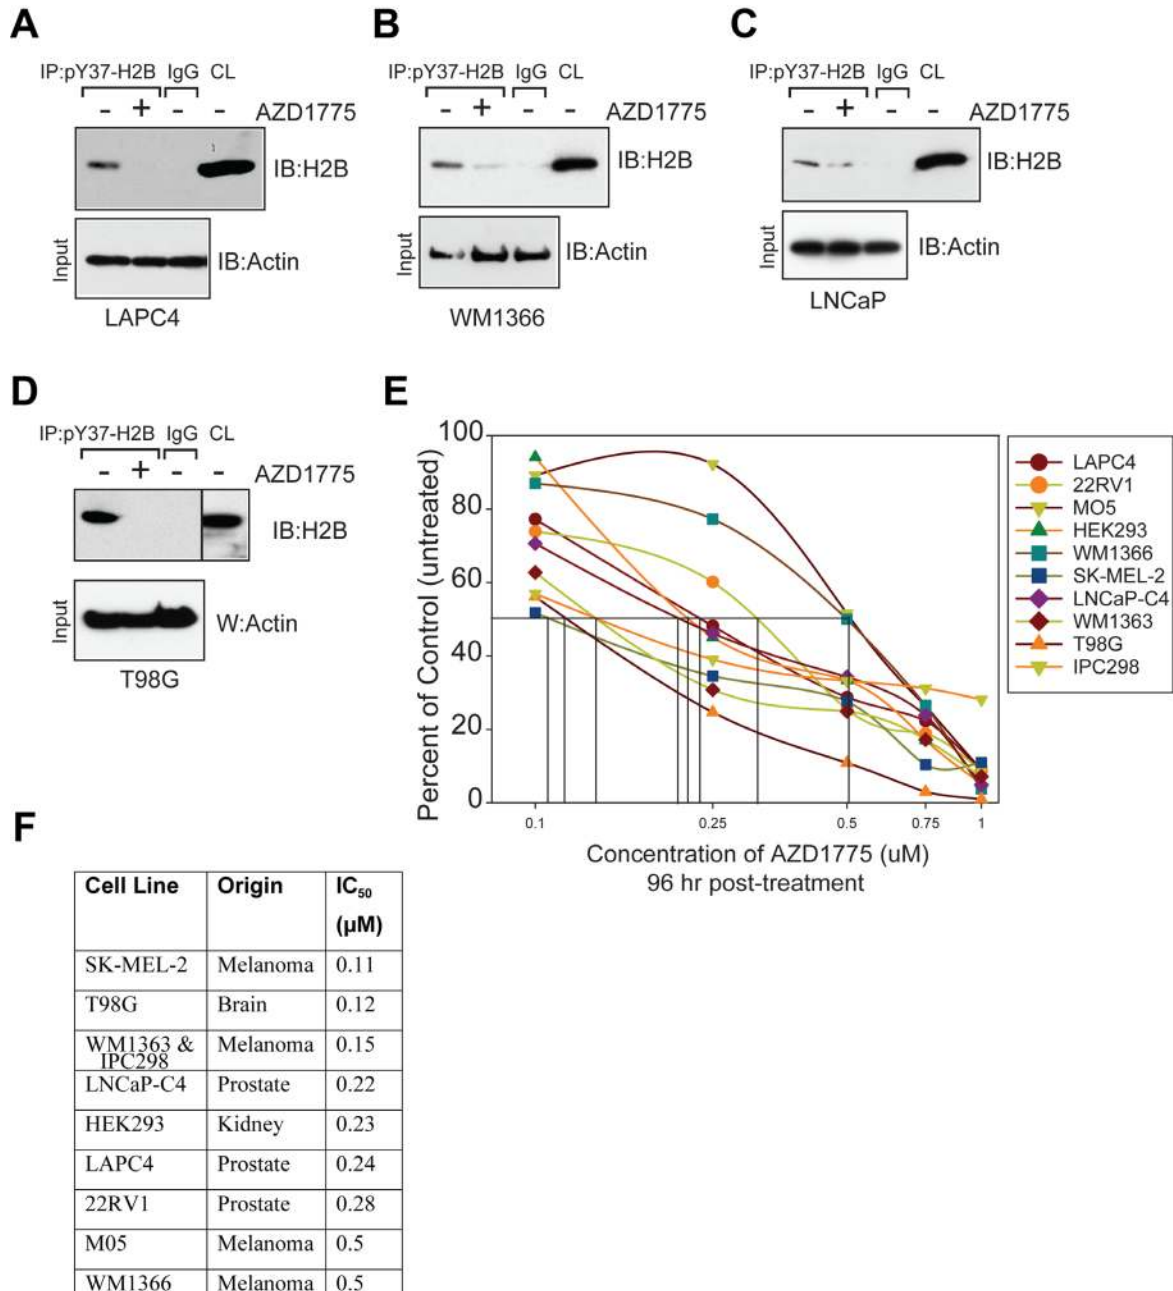 A
IP:pY37-H2B IgG CL
- + - - AZD1775
IB:H2B
Input
IB:Actin
LAPC4
B
IP:pY37-H2B IgG CL
- + - - AZD1775
IB:H2B
Input
IB:Actin
WM1366
C
IP:pY37-H2B IgG CL
- + - - AZD1775
IB:H2B
Input
IB:Actin
LNCaP
D
IP:pY37-H2B IgG CL
- + - - AZD1775
IB:H2B
Input
W:Actin
T98G
E
Percent of Control (untreated)
100
80
60
40
20
0
0.1 0.25 0.5 0.75 1
Concentration of AZD1775 (uM)
96 hr post-treatment
LAPC4
22RV1
MO5
HEK293
WM1366
SK-MEL-2
LNCaP-C4
WM1363
T98G
IPC298
F
Cell Line Origin IC50
(µM)
SK-MEL-2 Melanoma 0.11
T98G Brain 0.12
WM1363 & Melanoma 0.15
IPC298
LNCaP-C4 Prostate 0.22
HEK293 Kidney 0.23
LAPC4 Prostate 0.24
22RV1 Prostate 0.28
M05 Melanoma 0.5
WM1366 Melanoma 0.5